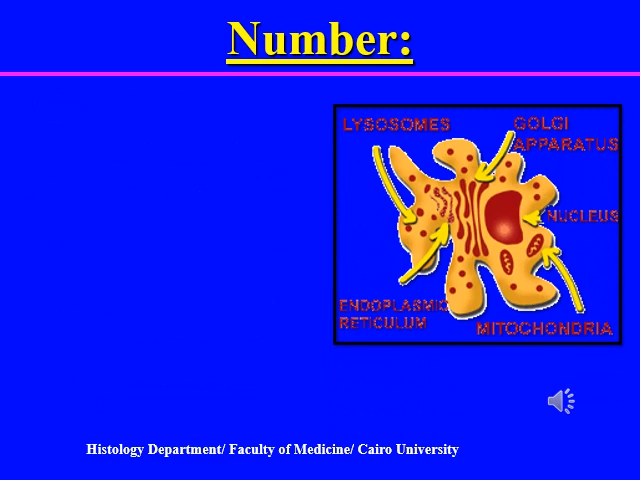 Number:
LYSOSOMES
GOLGI
APPARATUS
NUCLEUS
ENDOPLASMIC
RETICULUM
MITOCHONDRIA
Histology Department/ Faculty of Medicine/ Cairo University